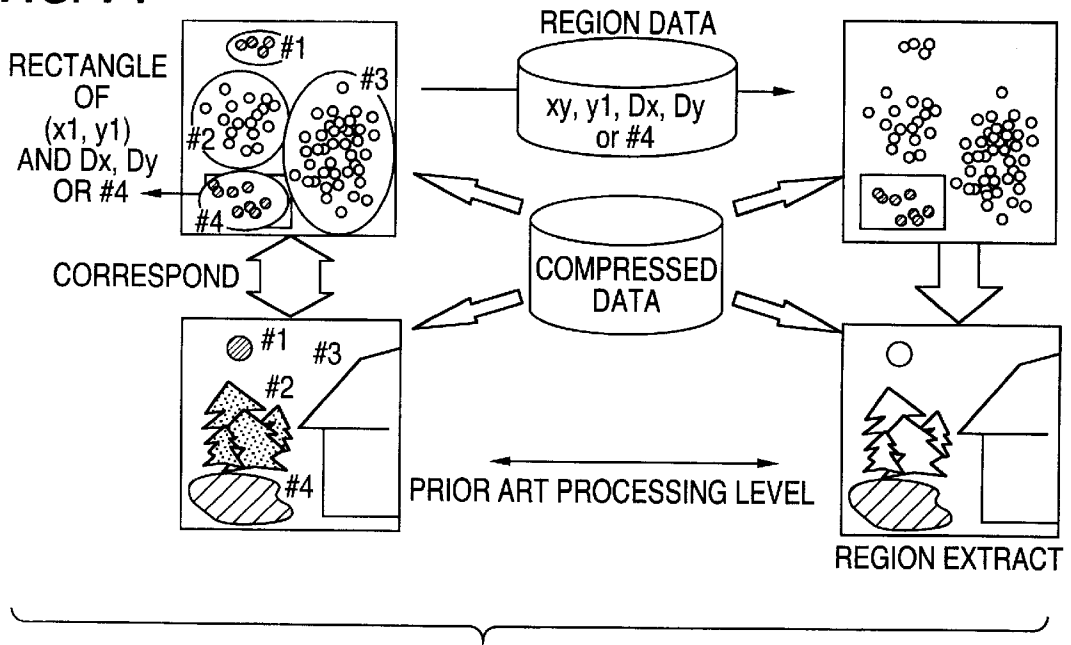 #1
#3
#2
#4
RECTANGLE
OF
(x1, y1)
AND Dx, Dy
OR #4
REGION DATA
xy, y1, Dx, Dy
or #4
CORRESPOND
COMPRESSED
DATA
#1
#3
#2
#4
PRIOR ART PROCESSING LEVEL
REGION EXTRACT